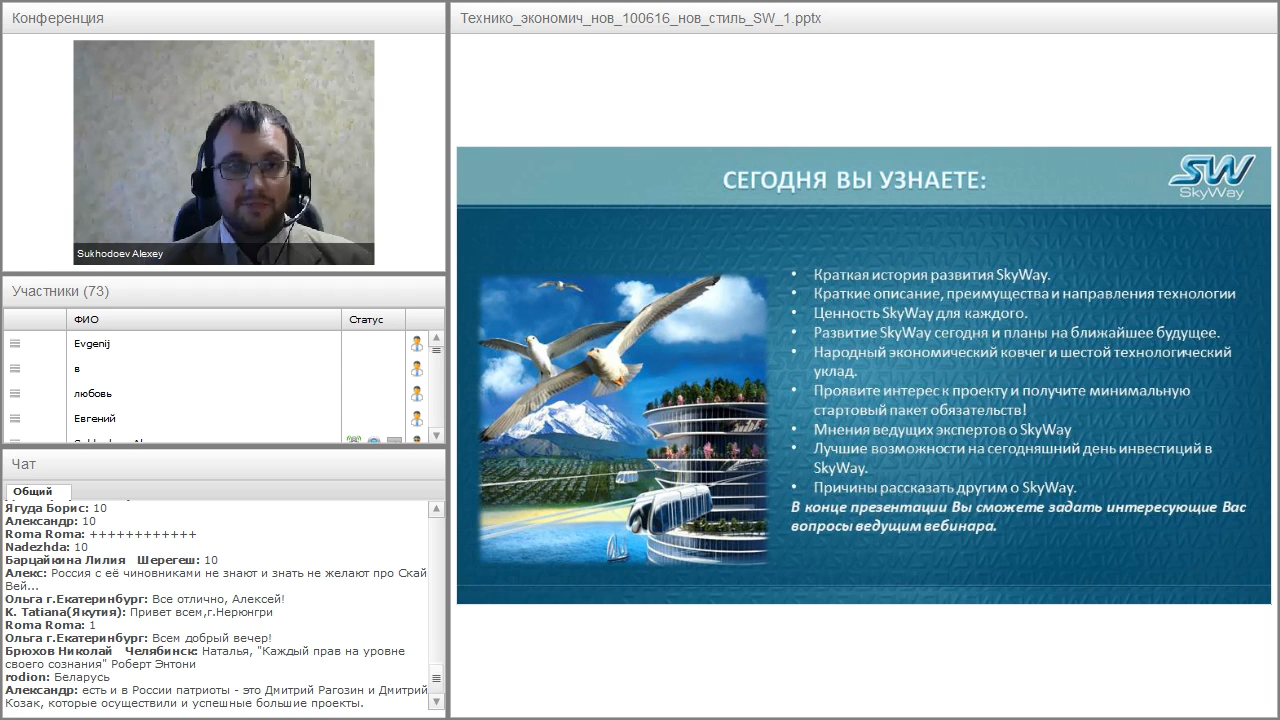 Конференция
Sukhodoev Alexey
Участники (73)
ФИО
Статус
Evgenij
в
любовь
Евгений
Чат
Общий
Ягуда Борис: 10
Александр: 10
Roma Roma: ++++++++++++
Nadezhda: 10
Барцайкина Лилия Шерегеш: 10
Алекс: Россия с её чиновниками не знают и знать не желают про Скай
Вей...
Ольга г.Екатеринбург: Все отлично, Алексей!
K. Tatiana(Якутия): Привет всем,г.Нерюнгри
Roma Roma: 1
Ольга г.Екатеринбург: Всем добрый вечер!
Брюхов Николай Челябинск: Наталья, "Каждый прав на уровне
своего сознания" Роберт Энтони
rodion: Беларусь
Александр: есть и в России патриоты - это Дмитрий Рагозин и Дмитрий
Козак, которые осуществили и успешные большие проекты.
Технико_экономич_нов_100616_нов_стиль_SW_1.pptx
СЕГОДНЯ ВЫ УЗНАЕТЕ:
SW
SkyWay
• Краткая история развития SkyWay.
• Краткие описание, преимущества и направления технологии
• Ценность SkyWay для каждого.
• Развитие SkyWay сегодня и планы на ближайшее будущее.
• Народный экономический ковчег и шестой технологический
уклад.
• Проявите интерес к проекту и получите минимальную
стартовый пакет обязательств!
• Мнения ведущих экспертов о SkyWay
• Лучшие возможности на сегодняшний день инвестиций в
SkyWay.
• Причины рассказать другим о SkyWay.
В конце презентации Вы сможете задать интересующие Вас
вопросы ведущим вебинара.